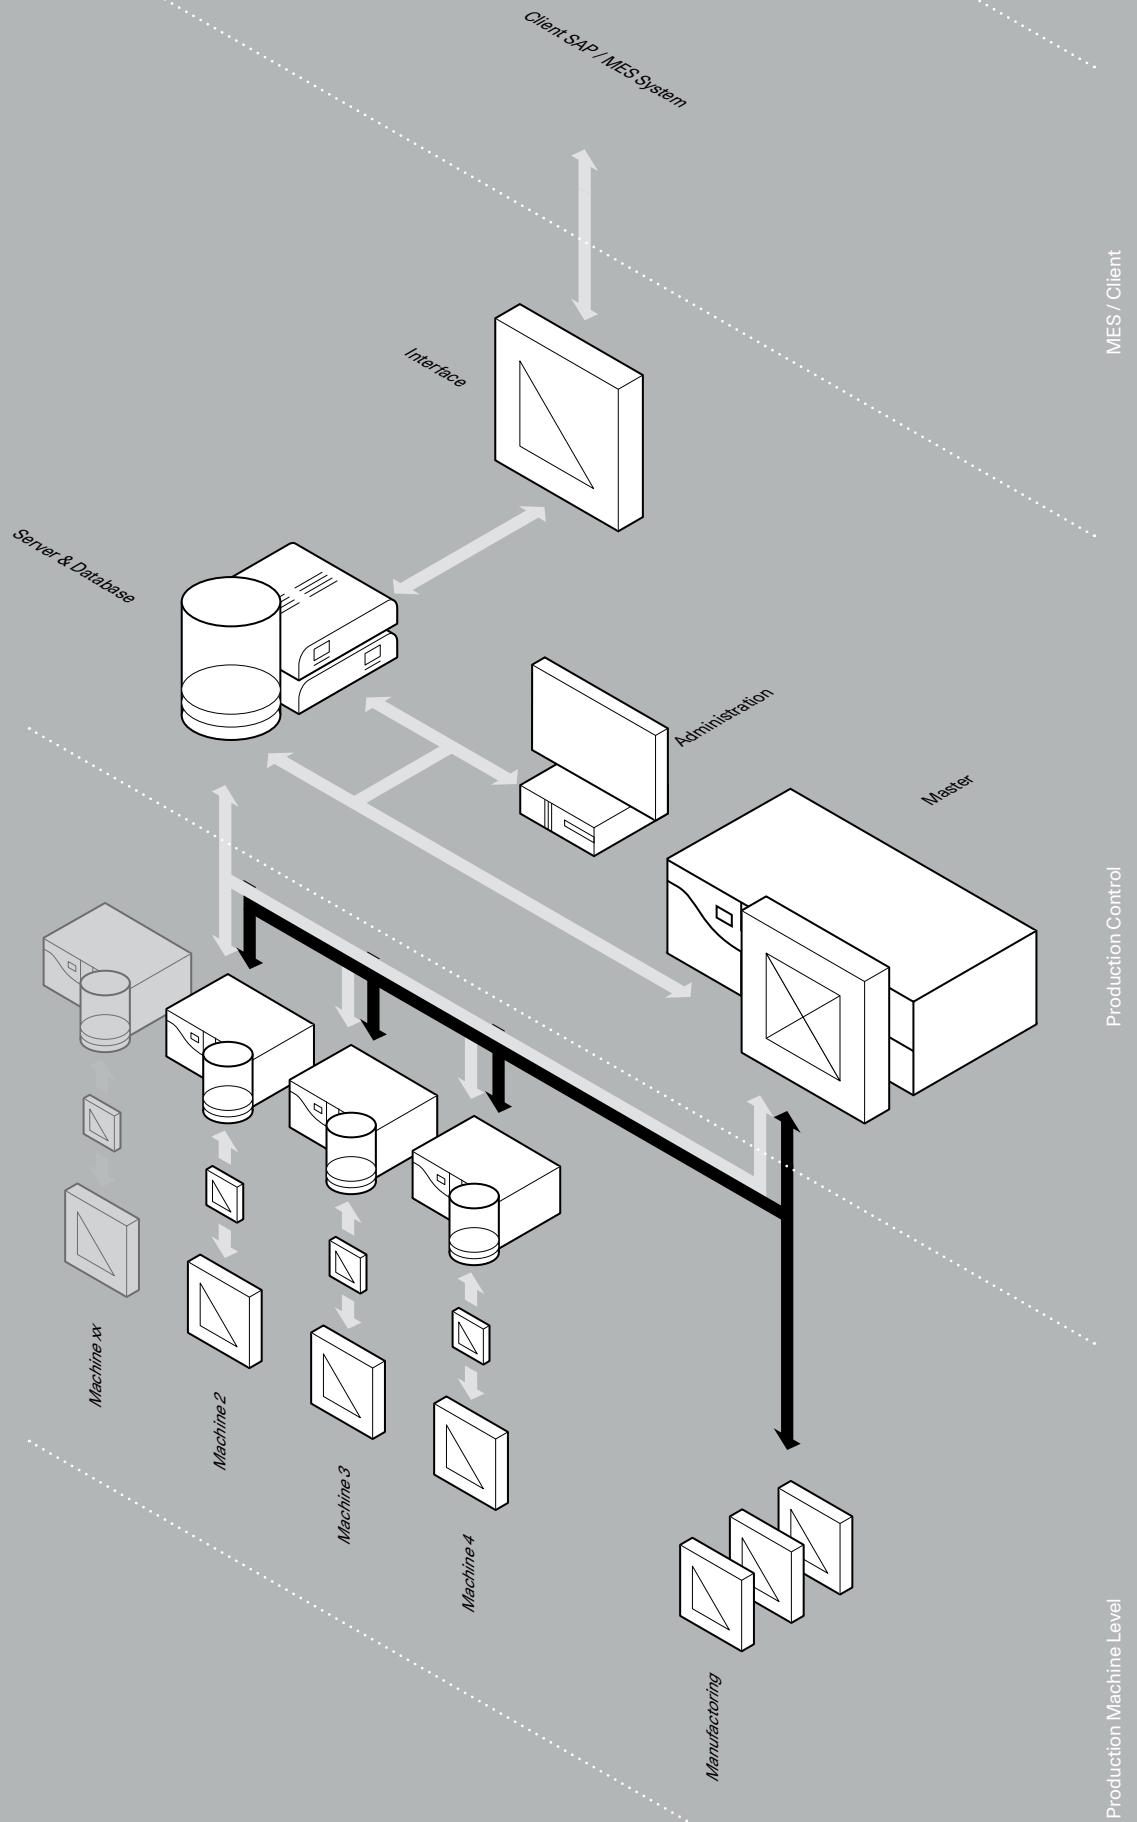 Client SAP / MES System
MES / Client
Interface
Server & Database
Administration
Master
Production Control
Machine xx
Machine 2
Machine 3
Machine 4
Manufactoring
Production Machine Level